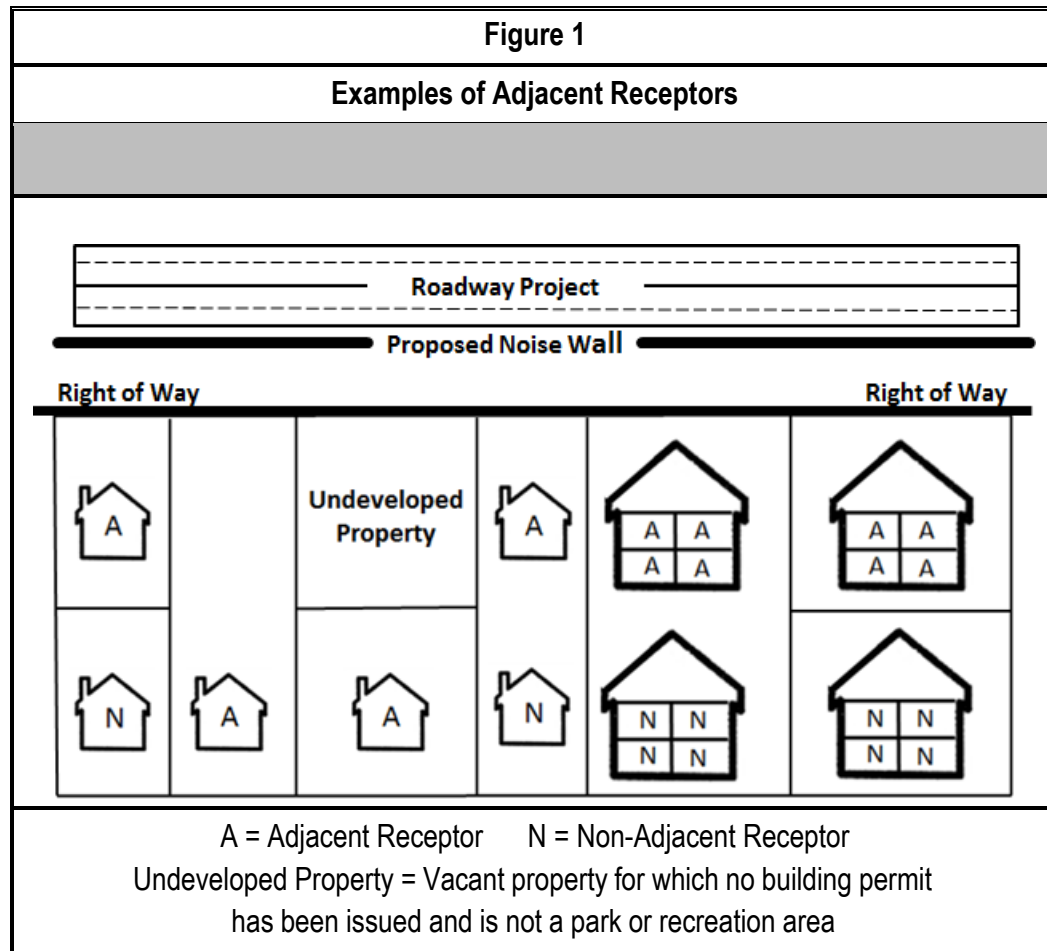 Figure 1
Examples of Adjacent Receptors
Roadway Project
Proposed Noise Wall
Right of Way Right of Way
A
Undeveloped
Property
A
A A
A A
A A
A A
N
A
A
N
N N
N N
N N
N N
A = Adjacent Receptor N = Non-Adjacent Receptor
Undeveloped Property = Vacant property for which no building permit
has been issued and is not a park or recreation area